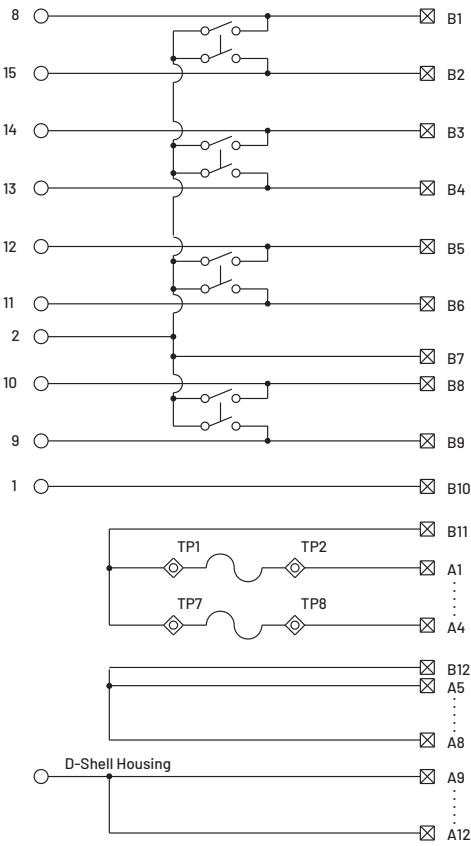 8 B1
15 B2
14 B3
13 B4
12 B5
11 B6
2
B7
10 B8
9 B9
1 B10
B11
TP1 TP2
A1
TP7 TP8
A4
B12
A5
A8
D-Shell Housing
A9
A12